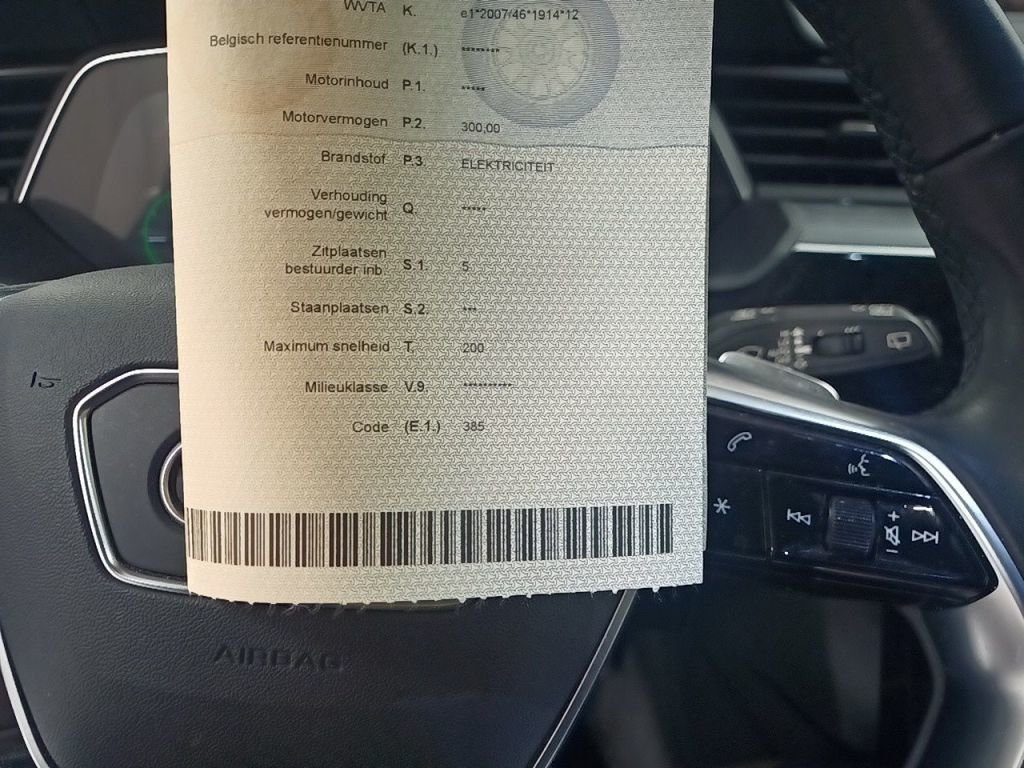 WVTA K. e1*2007/46*1914*12
Belgisch referentienummer (K.1.) ********
Motorinhoud P.1. *****
Motorvermogen P.2. 300,00
Brandstof P.3 ELEKTRICITEIT
Verhouding
vermogen/gewicht Q. *****
Zitplaatsen
bestuurder inb. S.1. 5
Staanplaatsen S.2. ***
Maximum snelheid T. 200
Milieuklasse V.9. **********
Code (E.1.) 385
AIRBAG